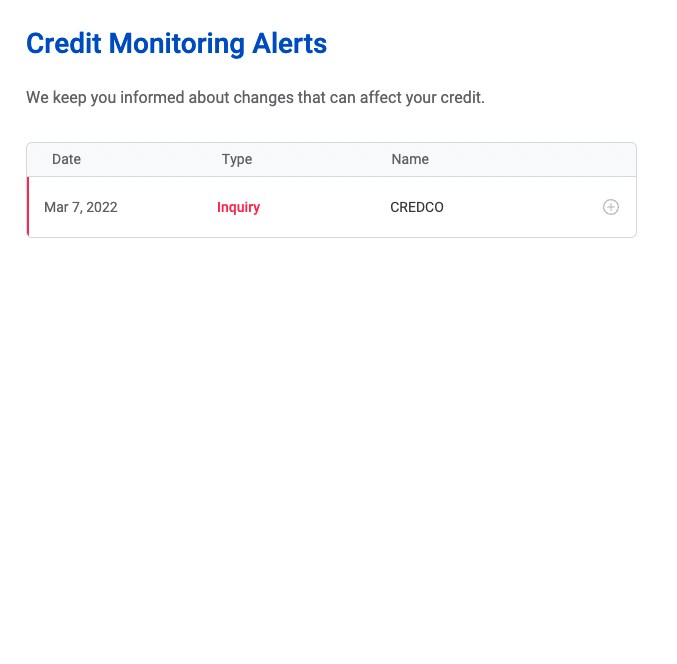 Credit Monitoring Alerts
We keep you informed about changes that can affect your credit.
Date Type Name
Mar 7, 2022 Inquiry CREDCO